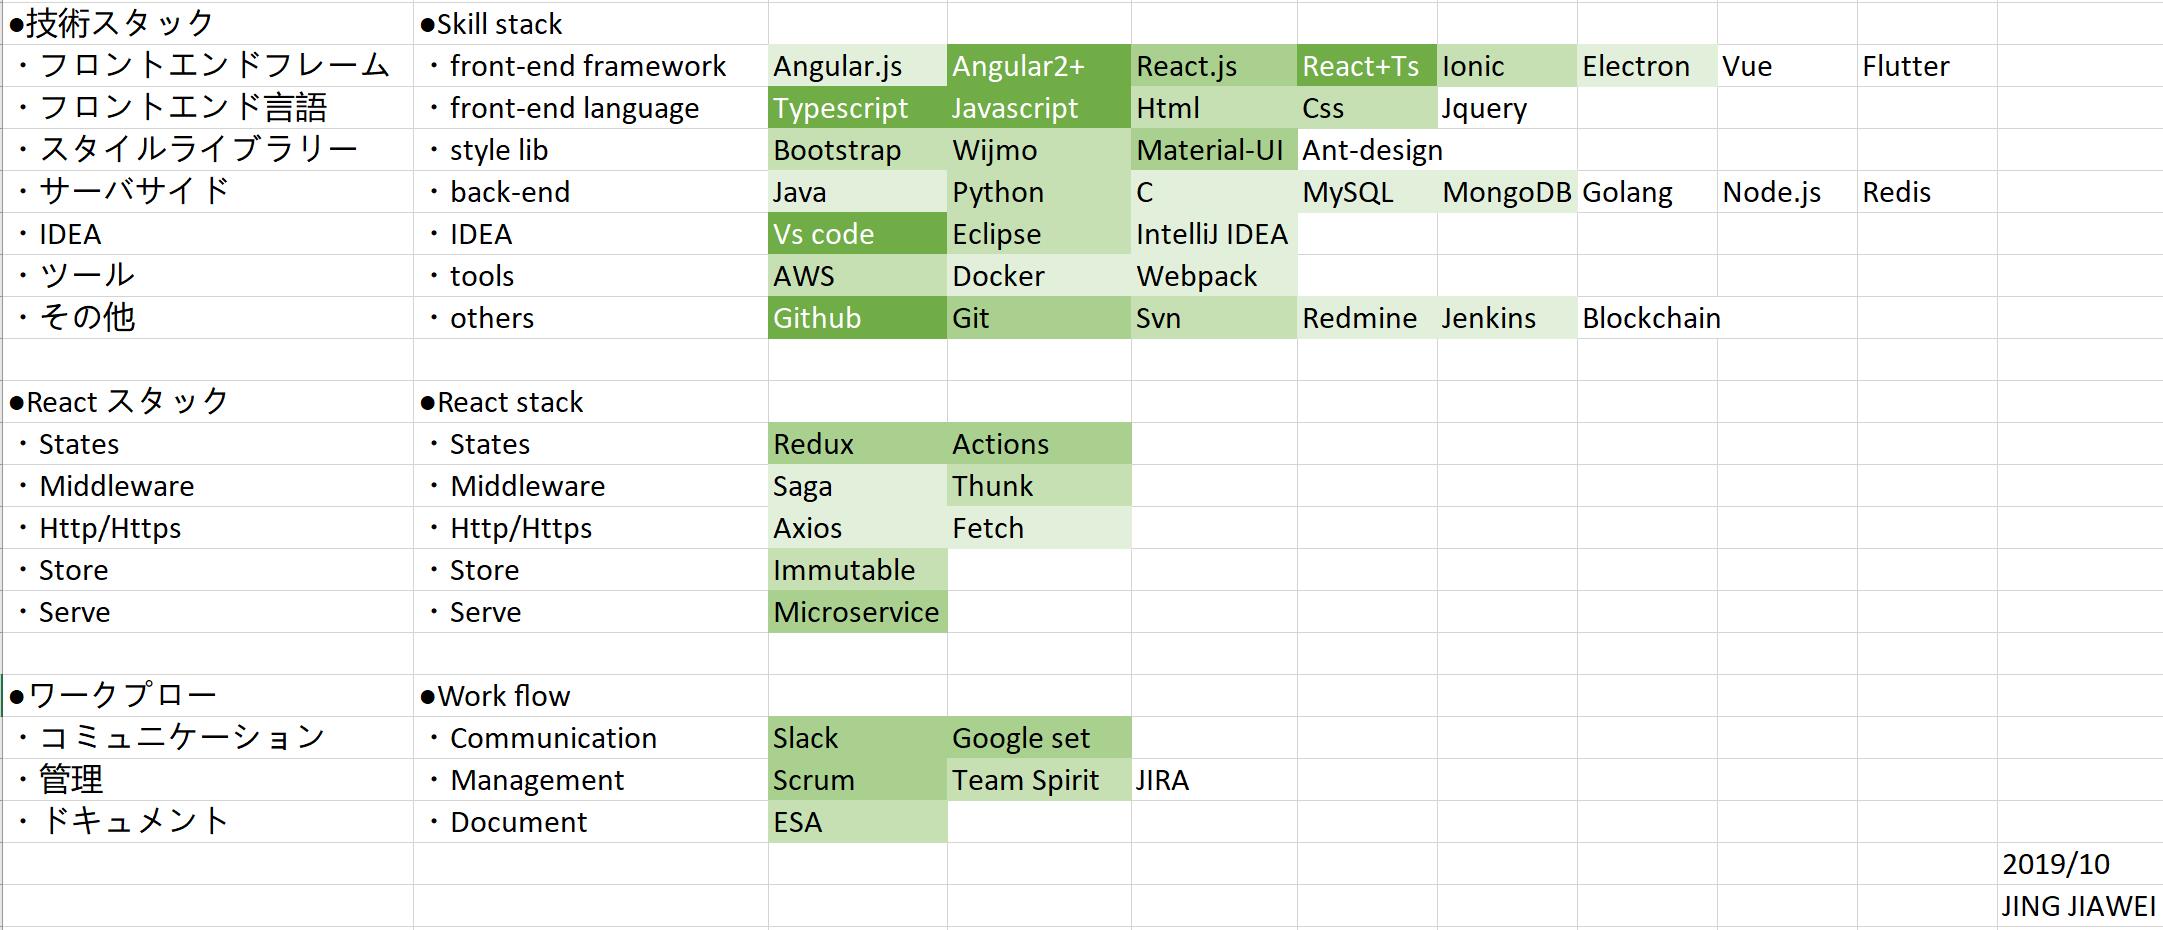 ●技術スタック ●Skill stack
・フロントエンドフレーム ・front-end framework Angular.js Angular2+ React.js React+Ts Ionic Electron Vue Flutter
・フロントエンド言語 ・front-end language Typescript Javascript Html Css Jquery
・スタイルライブラリー ・style lib Bootstrap Wijmo Material-UI Ant-design
・サーバサイド ・back-end Java Python C MySQL MongoDB Golang Node.js Redis
・IDEA ・IDEA Vs code Eclipse IntelliJ IDEA
・ツール ・tools AWS Docker Webpack
・その他 ・others Github Git Svn Redmine Jenkins Blockchain
●React スタック ●React stack
・States ・States Redux Actions
・Middleware ・Middleware Saga Thunk
・Http/Https ・Http/Https Axios Fetch
・Store ・Store Immutable
・Serve ・Serve Microservice
●ワークプロー ●Work flow
・コミュニケーション ・Communication Slack Google set
・管理 ・Management Scrum Team Spirit JIRA
・ドキュメント ・Document ESA
2019/10
JING JIAWEI